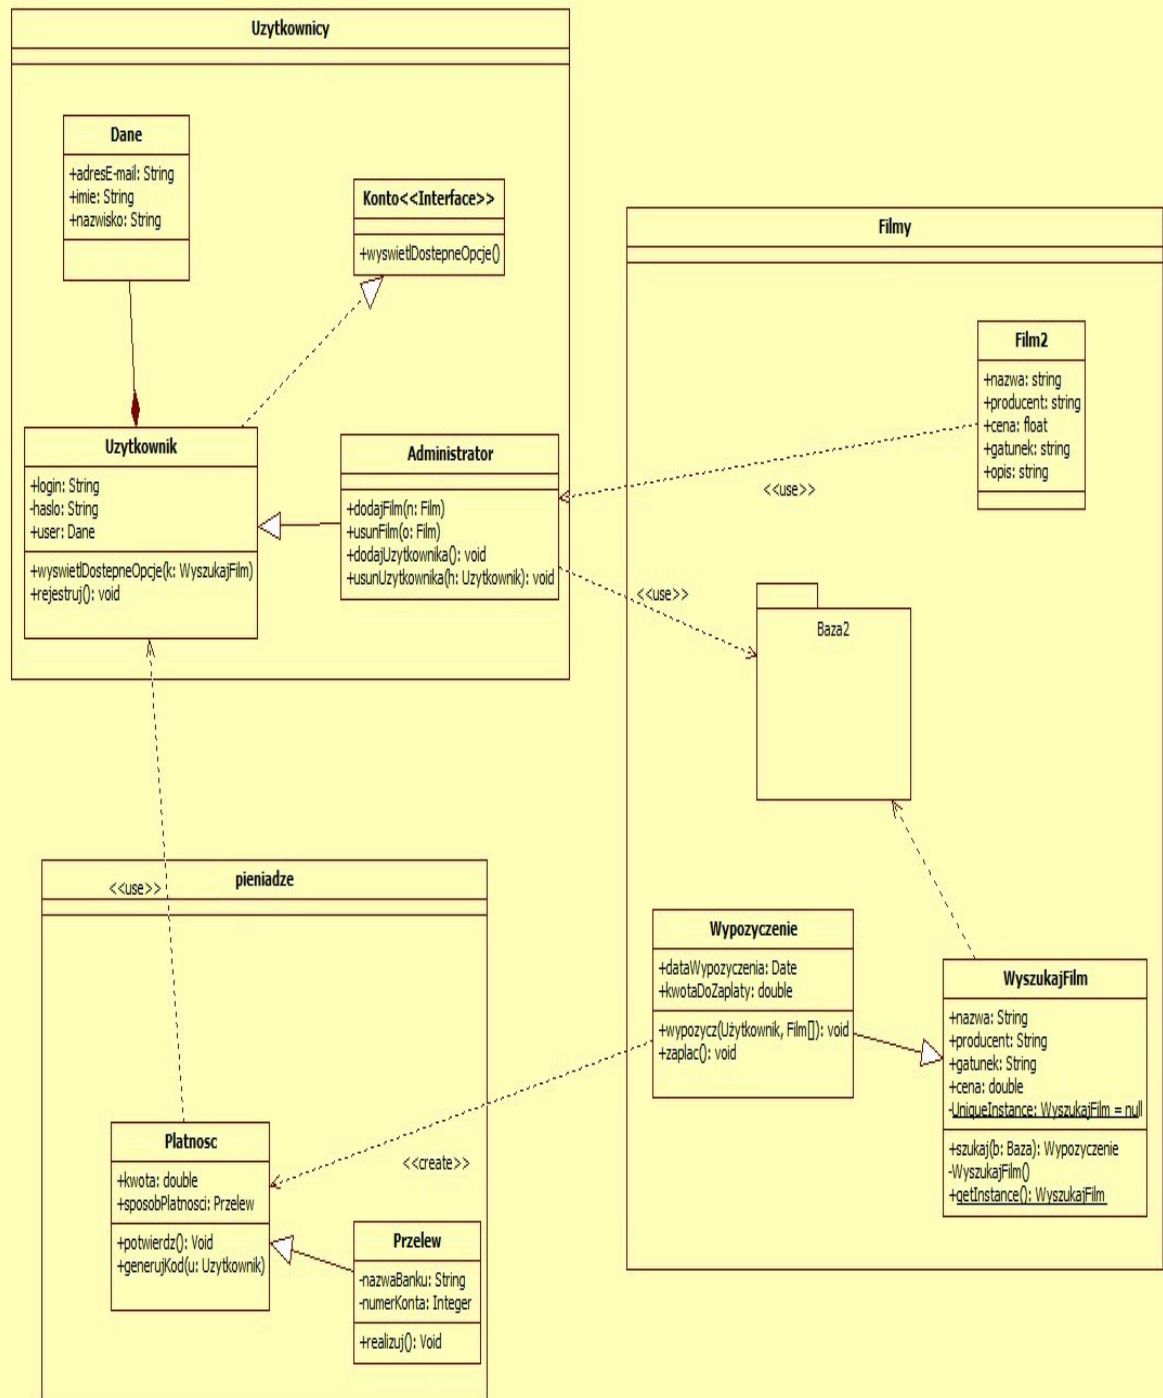 Uzytkownicy
Dane
+adresE-mail: String
+imie: String
+nazwisko: String
Konto<<Interface>>
+wyswietlDostepneOpcje()
Uzytkownik
+login: String
-haslo: String
+user: Dane
+wyswietlDostepneOpcje(k: WyszukajFilm)
+rejestruj(): void
Administrator
+dodajFilm(n: Film)
+usunFilm(o: Film)
+dodajUzytkownika(): void
+usunUzytkownika(h: Uzytkownik): void
Filmy
Film2
+nazwa: string
+producent: string
+cena: float
+gatunek: string
+opis: string
<<use>>
<<use>>
Baza2
Wypozyczenie
+dataWypozyczenia: Date
+kwotaDoZaplaty: double
+wypozycz(Użytkownik, Film[]): void
+zaplac(): void
WyszukajFilm
+nazwa: String
+producent: String
+gatunek: String
+cena: double
-UniqueInstance: WyszukajFilm = null
+szukaj(b: Baza): Wypozyczenie
-WyszukajFilm()
+getInstance(): WyszukajFilm
<<use>>
pieniadze
Platnosc
+kwota: double
+sposobPlatnosci: Przelew
+potwierdz(): Void
+generujKod(u: Uzytkownik)
<<create>>
Przelew
-nazwaBanku: String
-numerKonta: Integer
+realizuj(): Void